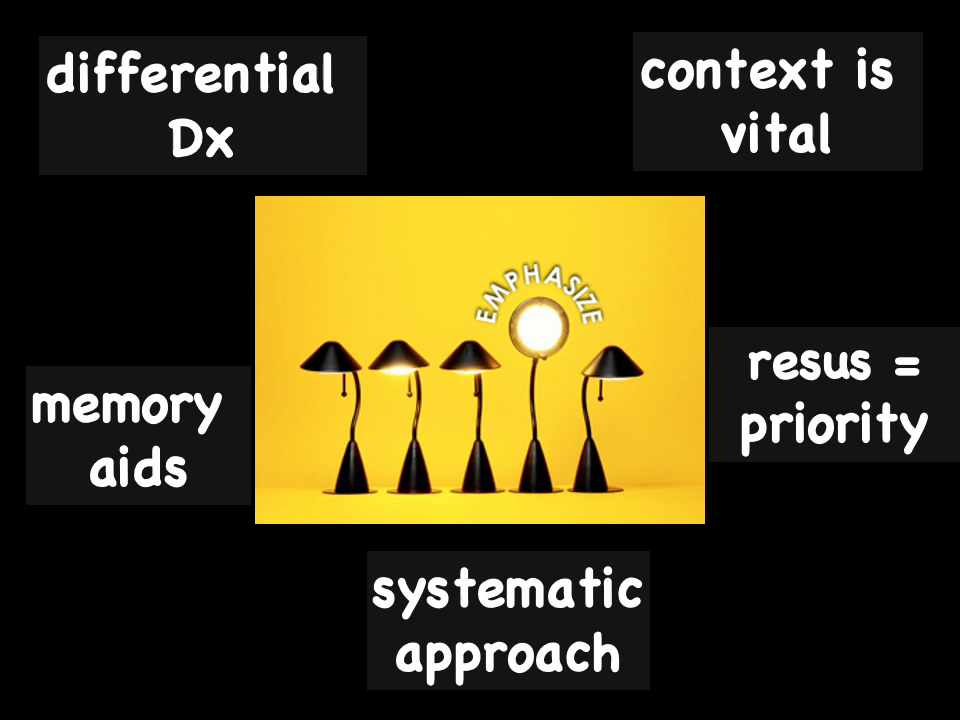 differential
Dx
context is
vital
EMPHASIZE
memory
aids
resus =
priority
systematic
approach